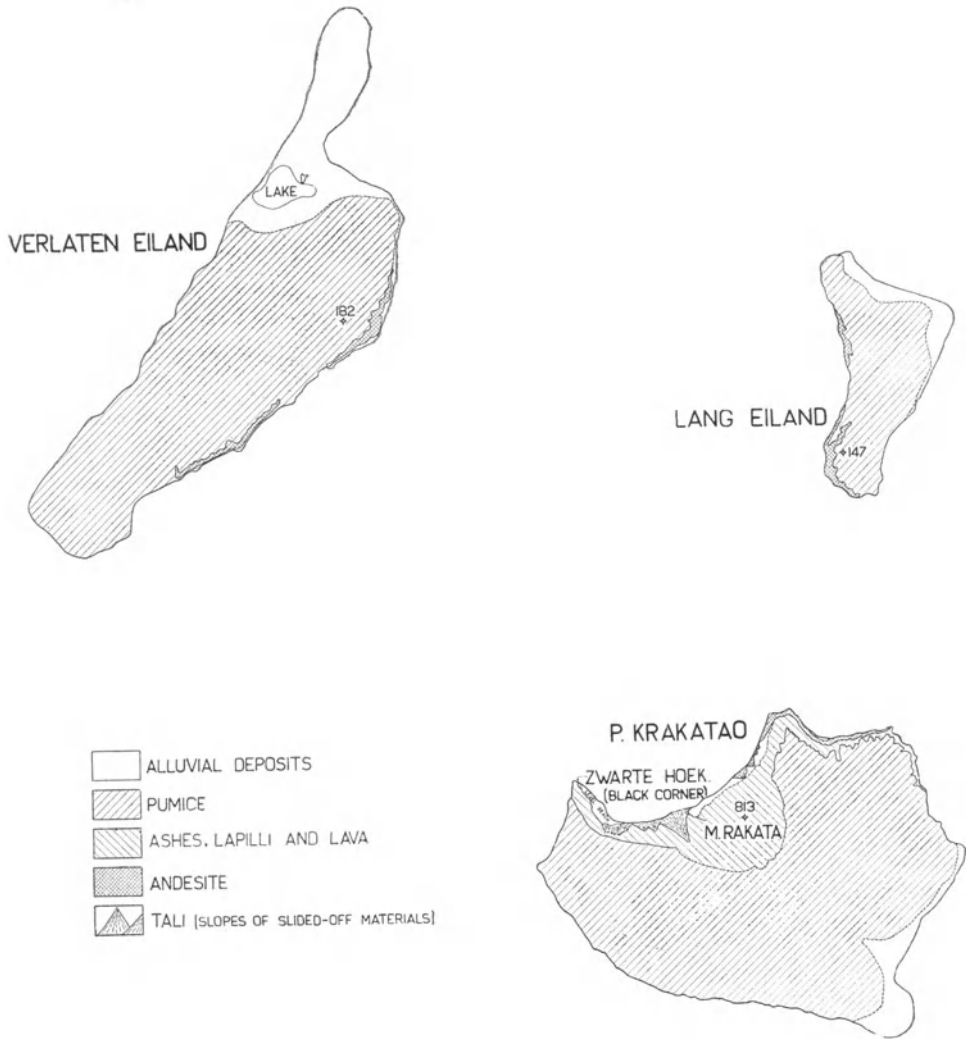 LAKE
VERLATEN EILAND
182
LANG EILAND
147
P. KRAKATAO
ZWARTE HOEK
(BLACK CORNER)
813
M.RAKATA
ALLUVIAL DEPOSITS
PUMICE
ASHES, LAPILLI AND LAVA
ANDESITE
TALI (SLOPES OF SLIDED-OFF MATERIALS)